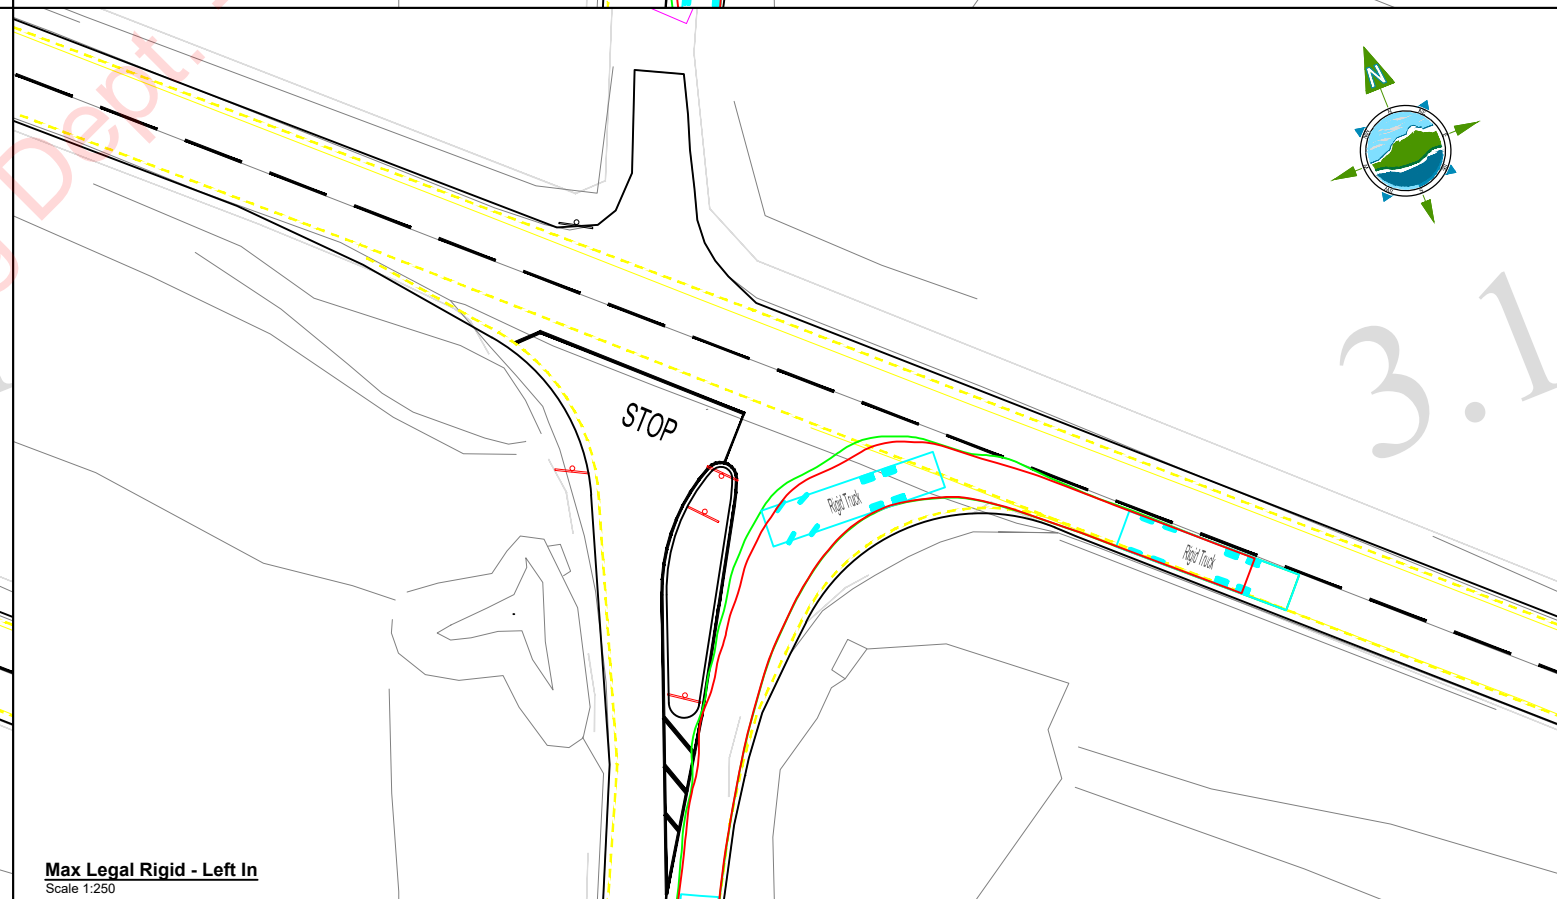 Dept.
N
3.1
STOP
Rigid Truck
Rigid Truck
Max Legal Rigid - Left In
Scale 1:250